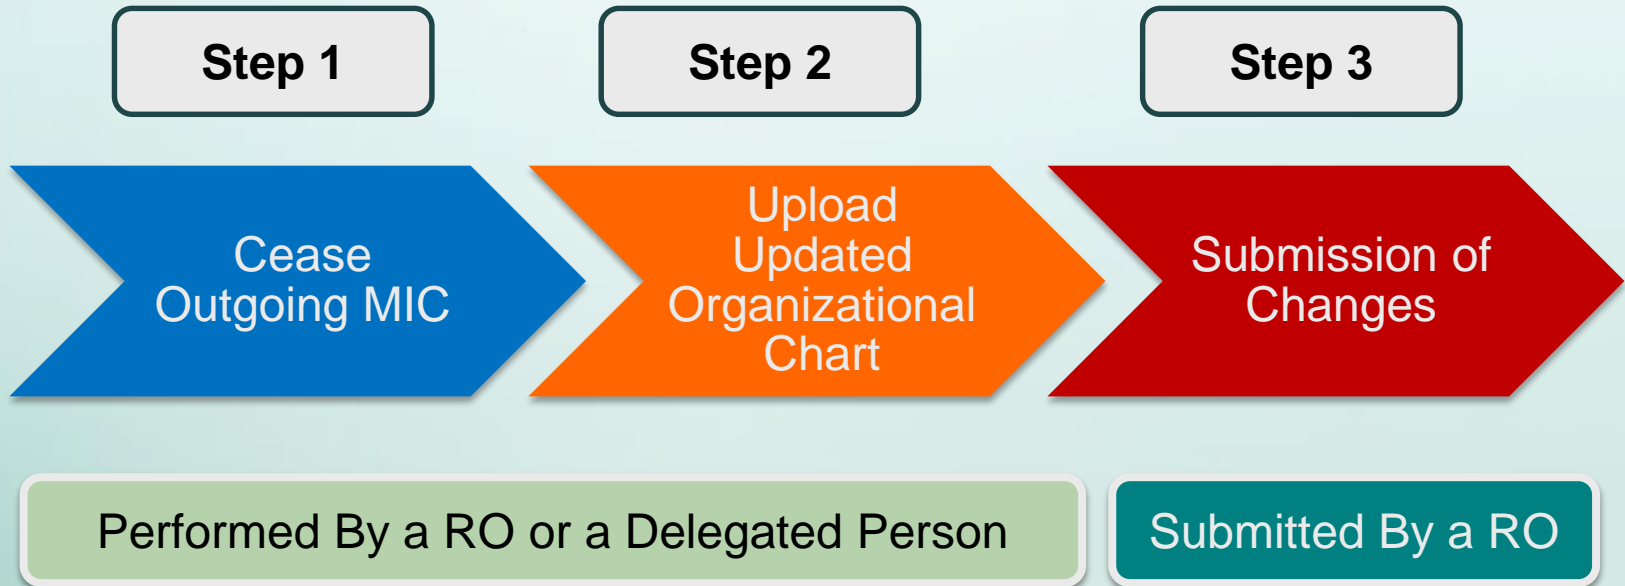 Step 1
Step 2
Step 3
Cease
Outgoing MIC
Upload
Updated
Organizational
Chart
Submission of
Changes
Performed By a RO or a Delegated Person
Submitted By a RO